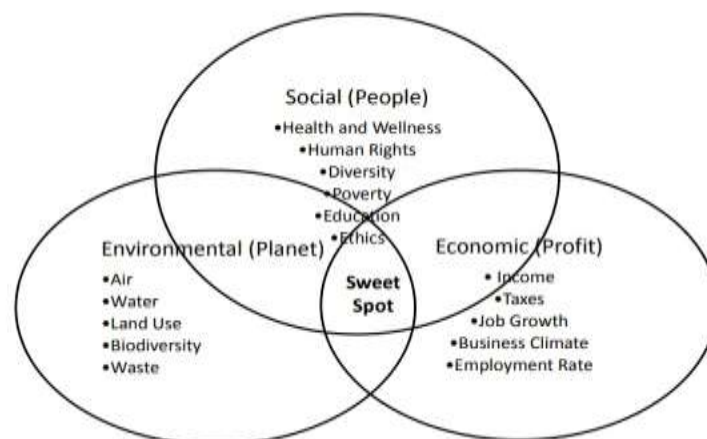 Social (People)
•Health and Wellness
•Human Rights
•Diversity
•Poverty
•Education
•Ethics
Environmental (Planet)
•Air
•Water
•Land Use
•Biodiversity
•Waste
Sweet
Spot
Economic (Profit)
• Income
•Taxes
•Job Growth
•Business Climate
•Employment Rate